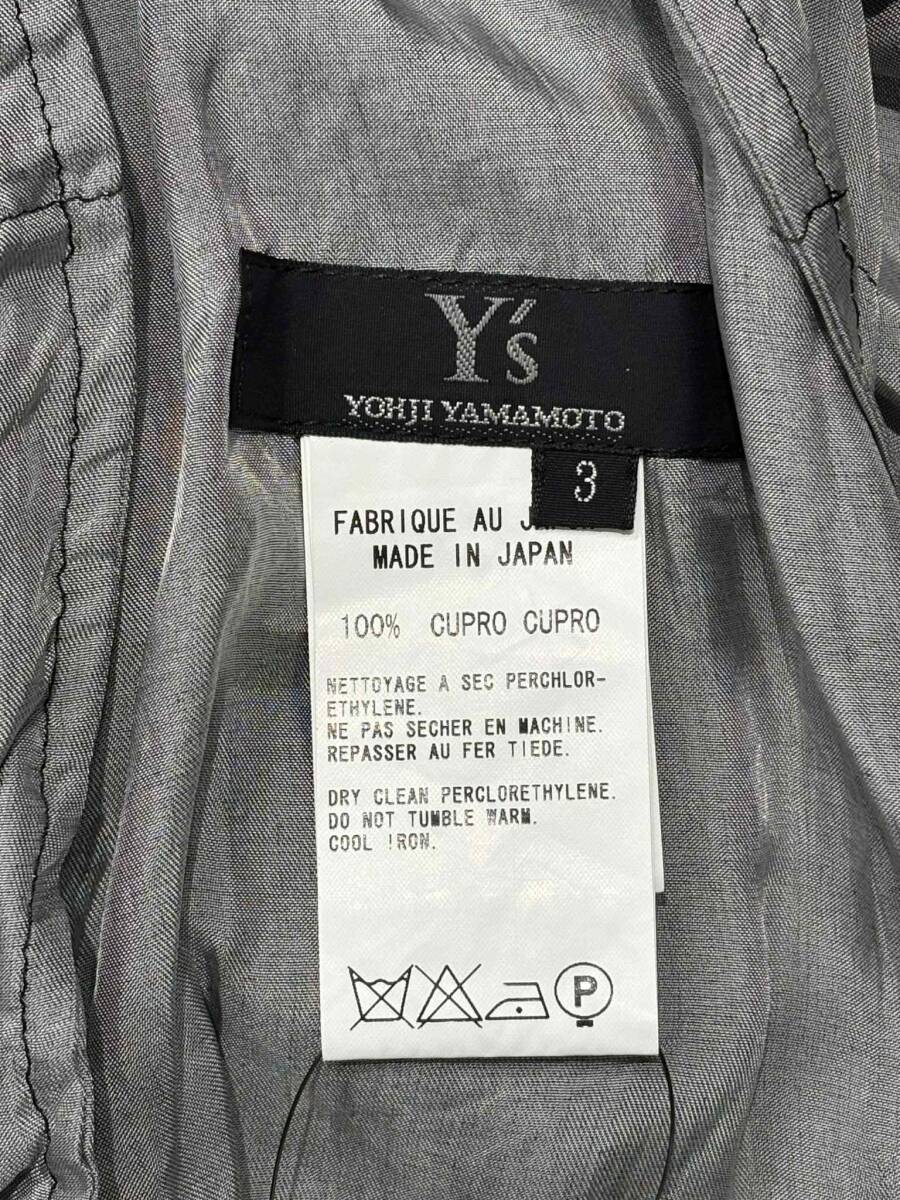 Y's
YOHJI YAMAMOTO
3
FABRIQUE AU
MADE IN JAPAN
100% CUPRO CUPRO
NETTOYAGE A SEC PERCHLOR-
ETHYLENE.
NE PAS SECHER EN MACHINE.
REPASSER AU FER TIEDE.
DRY CLEAN PERCLORETHYLENE.
DO NOT TUMBLE WARM.
COOL IRON.
P